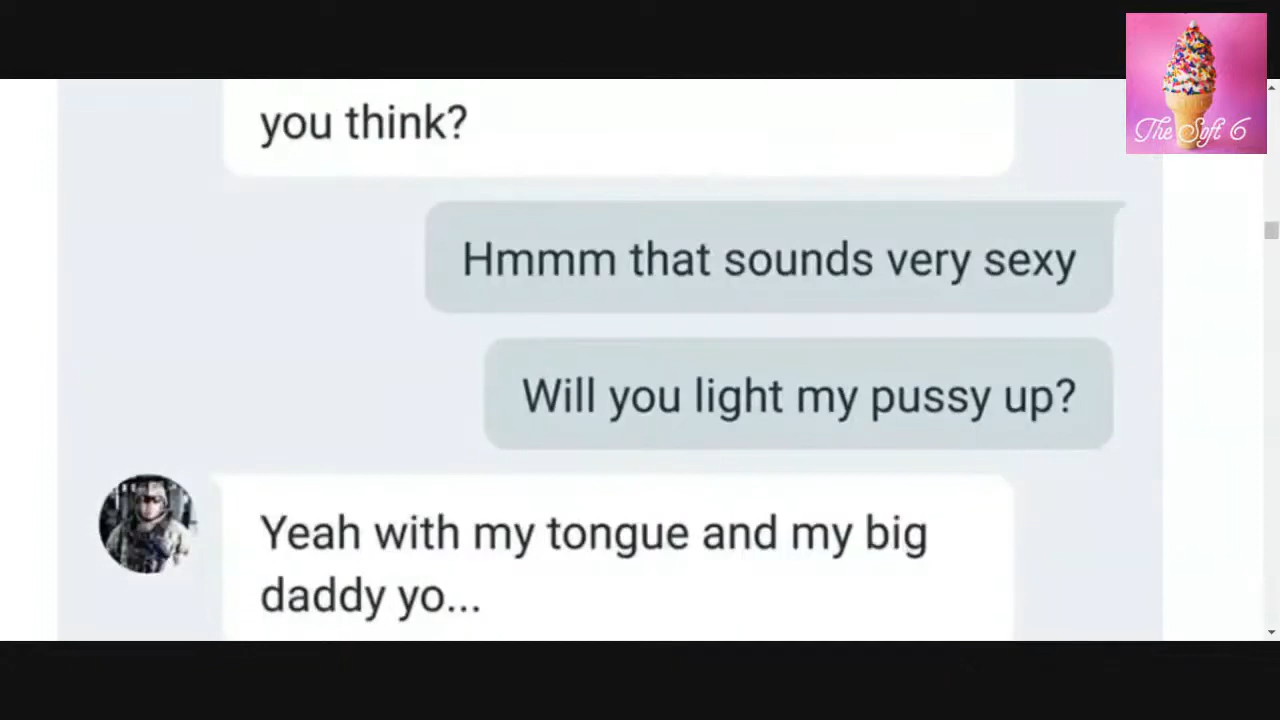 you think?
Hmmm that sounds very sexy
Will you light my pussy up?
Yeah with my tongue and my big
daddy yo...
The Soft 6